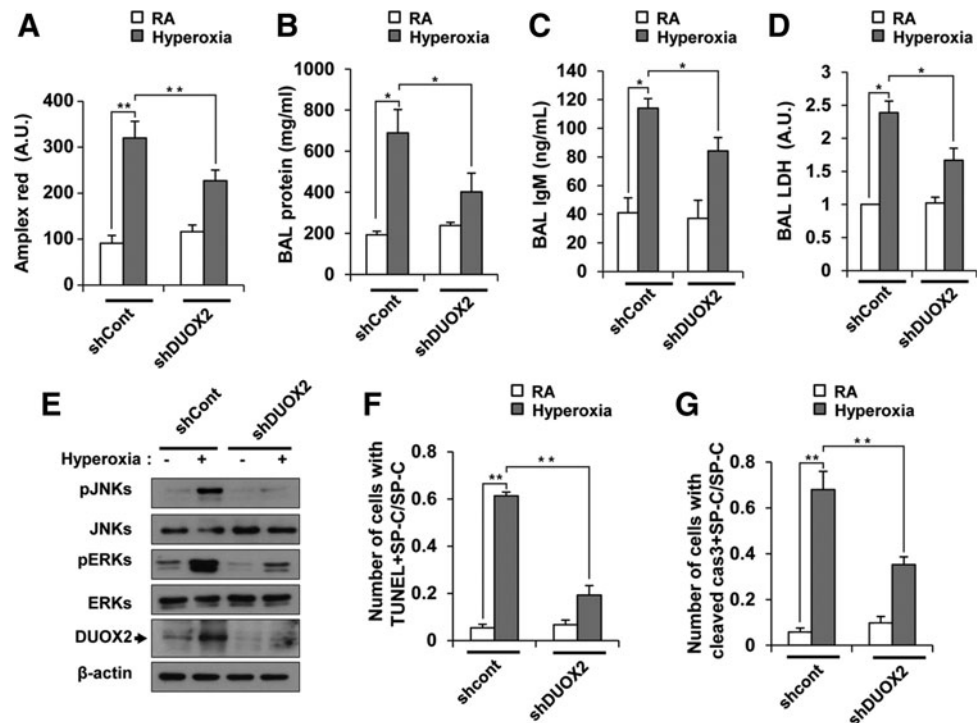 A
RA
Hyperoxia
Amplex red (A.U.)
400
300
200
100
0
**
* *
shCont
shDUOX2
B
RA
Hyperoxia
BAL protein (mg/ml)
1000
800
600
400
200
0
*
*
shCont
shDUOX2
C
RA
Hyperoxia
BAL IgM (ng/mL)
140
120
100
80
60
40
20
0
*
*
shCont
shDUOX2
D
RA
Hyperoxia
BAL LDH (A.U.)
3
2.5
2
1.5
1
0.5
0
*
*
shCont
shDUOX2
E
shCont
shDUOX2
Hyperoxia : - + - +
pJNKs
JNKs
pERKs
ERKs
DUOX2
β-actin
F
RA
Hyperoxia
Number of cells with
TUNEL+SP-C/SP-C
0.8
0.6
0.4
0.2
0
**
* *
shcont
shDUOX2
G
RA
Hyperoxia
Number of cells with
cleaved cas3+SP-C/SP-C
0.8
0.6
0.4
0.2
0
**
* *
shcont
shDUOX2